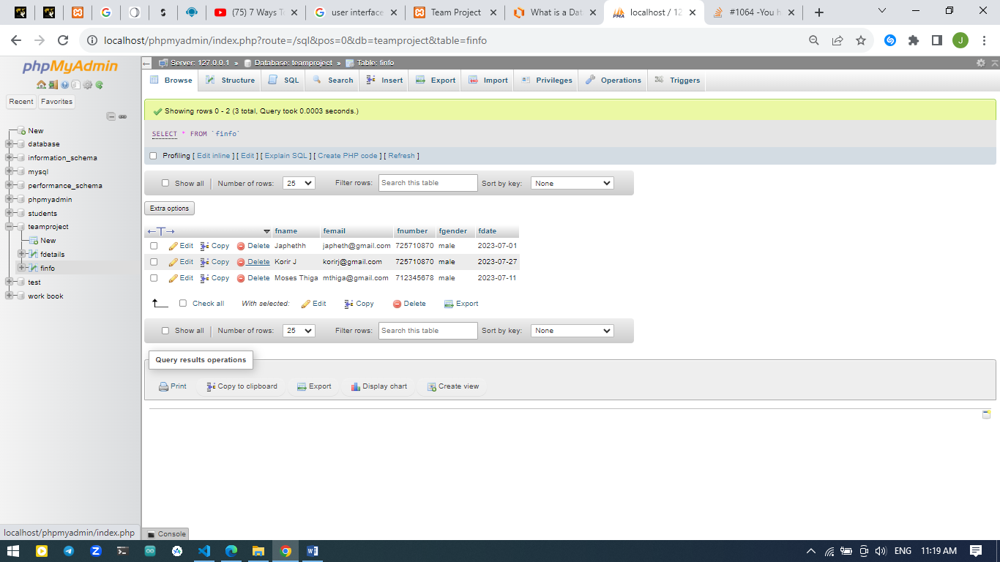 (75) 7 Ways T
user interface
Team Project
What is a Dat
localhost / 12
#1064 -You h
localhost/phpmyadmin/index.php?route=/sql&pos=0&db=teamproject&table=finfo
J
phpMyAdmin
Recent Favorites
New
database
information_schema
mysql
performance_schema
phpmyadmin
students
teamproject
New
fdetails
finfo
test
work book
localhost/phpmyadmin/index.php
Server: 127.0.0.1 » Database: teamproject » Table: finfo
Browse Structure SQL Search Insert Export Import Privileges Operations Triggers
Showing rows 0 - 2 (3 total, Query took 0.0003 seconds.)
SELECT * FROM `finfo`
Profiling [ Edit inline ] [ Edit ] [ Explain SQL ] [ Create PHP code ] [ Refresh ]
Show all Number of rows: 25 Filter rows: Search this table Sort by key: None
Extra options
←T→ fname femail fnumber fgender fdate
Edit Copy Delete Japhethh japheth@gmail.com 725710870 male 2023-07-01
Edit Copy Delete Korir J korirj@gmail.com 725710870 male 2023-07-27
Edit Copy Delete Moses Thiga mthiga@gmail.com 712345678 male 2023-07-11
Check all With selected: Edit Copy Delete Export
Show all Number of rows: 25 Filter rows: Search this table Sort by key: None
Query results operations
Print Copy to clipboard Export Display chart Create view
Console
ENG 11:19 AM